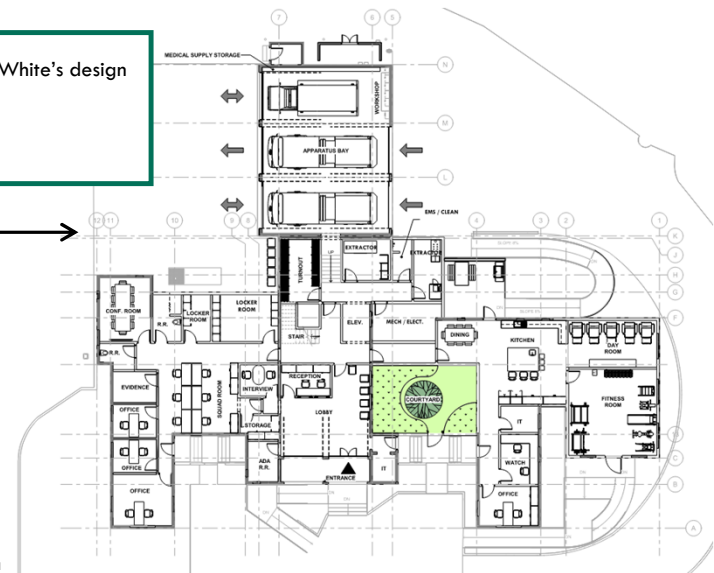 White's design
7
6
5
MEDICAL SUPPLY STORAGE
N
WORKSHOP
M
APPARATUS BAY
L
EMS / CLEAN
12
11
10
9
8
4
3
2
1
K
J
H
G
F
UP
EXTRACTOR
EXTRACTOR
TURNOUT
CONF. ROOM
R.R.
LOCKER
ROOM
LOCKER
ROOM
STAIR
ELEV.
MECH / ELECT.
DINING
KITCHEN
DAY
ROOM
R.R.
EVIDENCE
SQUAD ROOM
INTERVIEW
RECEPTION
COURTYARD
FITNESS
ROOM
OFFICE
STORAGE
LOBBY
IT
D
OFFICE
ADA
R.R.
IT
WATCH
C
ENTRANCE
B
OFFICE
OFFICE
A